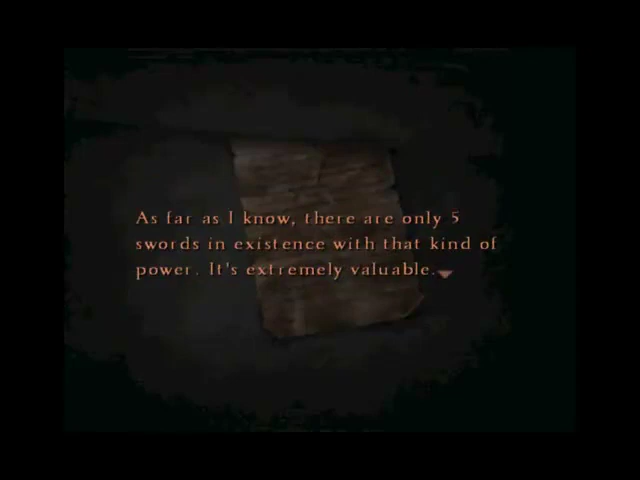 As far as I know, there are only 5
swords in existence with that kind of
power. It's extremely valuable.